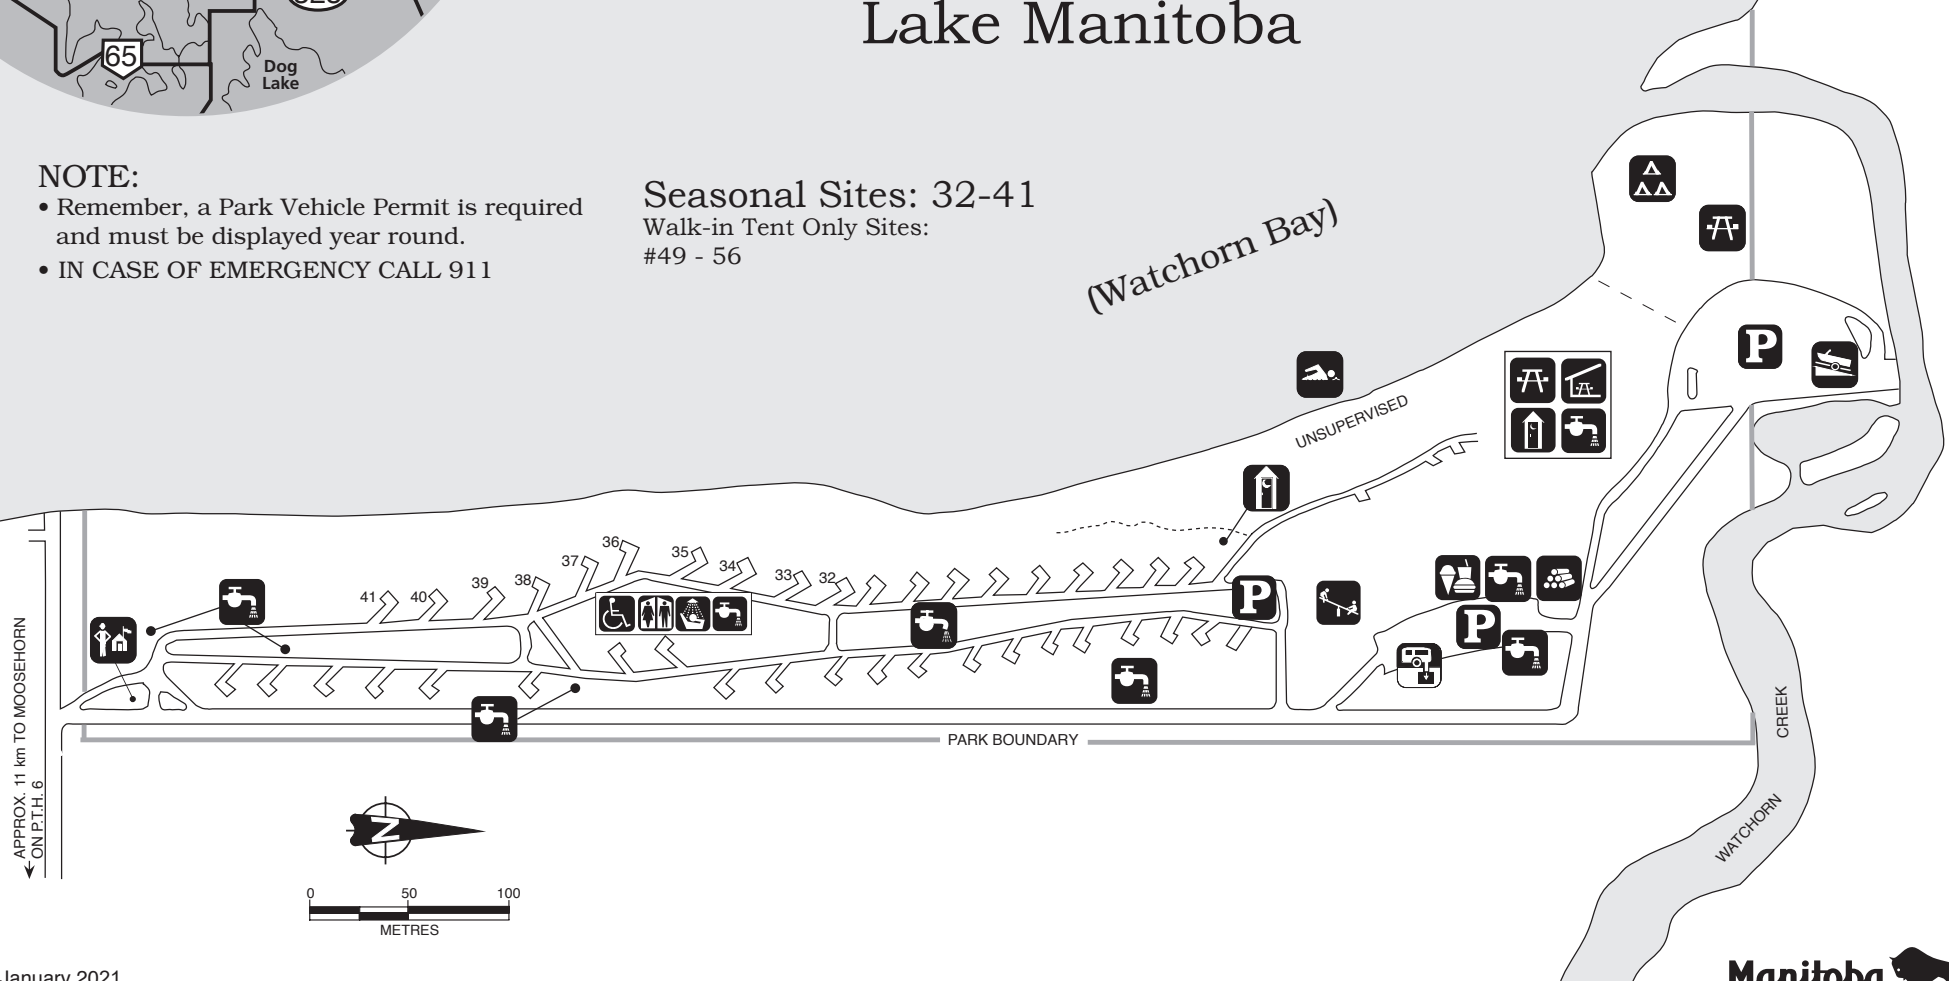 Lake Manitoba
65
Dog
Lake
NOTE:
• Remember, a Park Vehicle Permit is required
and must be displayed year round.
• IN CASE OF EMERGENCY CALL 911
Seasonal Sites: 32-41
Walk-in Tent Only Sites:
#49 - 56
(Watchorn Bay)
P
UNSUPERVISED
36
35
37
34
33
32
38
39
40
41
P
P
PARK BOUNDARY
CREEK
WATCHORN
APPROX. 11 km TO MOOSEHORN
ON P.T.H. 6
N
0 50 100
METRES
January 2021
Manitoba